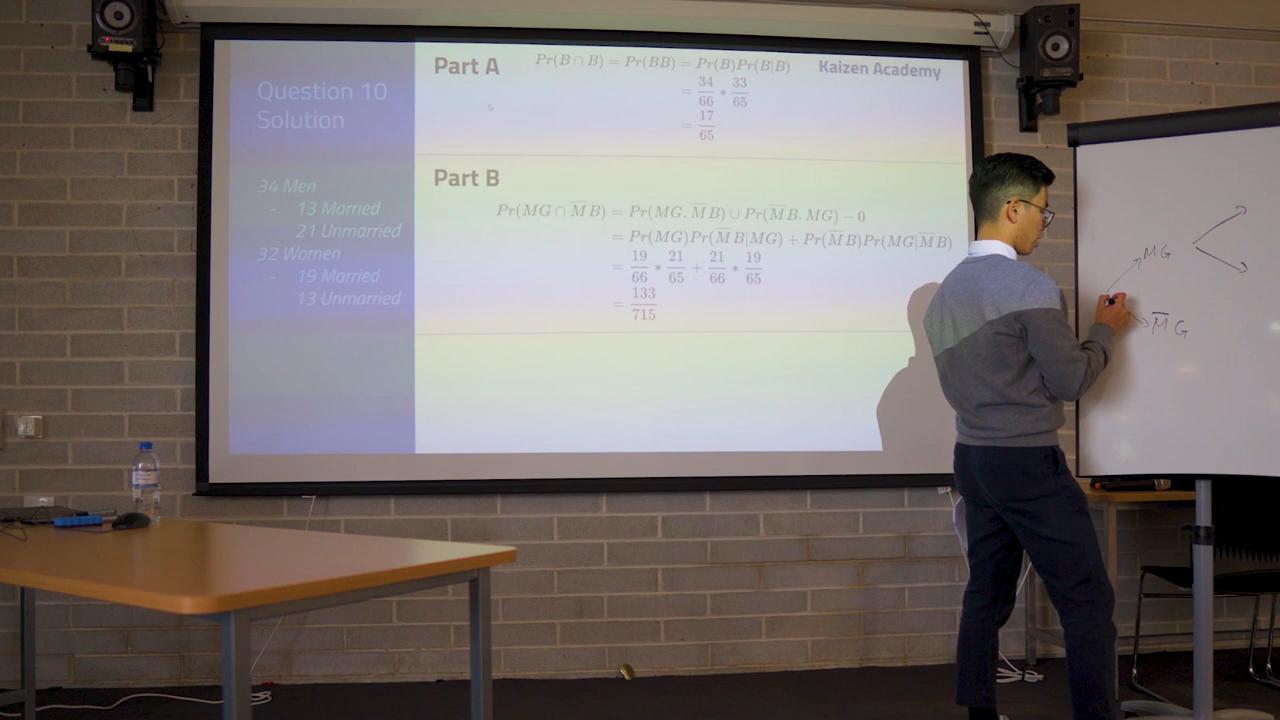 Question 10
Solution
34 Men
- 13 Married
21 Unmarried
32 Women
- 19 Married
- 13 Unmarried
Part A
Kaizen Academy
Pr(B ∩ B) = Pr(BB) = Pr(B)Pr(B|B)
= 34/66 * 33/65
= 17/65
Part B
Pr(MG ∩ M̅B) = Pr(MG. M̅B) ∪ Pr(M̅B. MG) − 0
= Pr(MG)Pr(M̅B|MG) + Pr(M̅B)Pr(MG|M̅B)
= 19/66 * 21/65 + 21/66 * 19/65
= 133/715
MG
M̅G